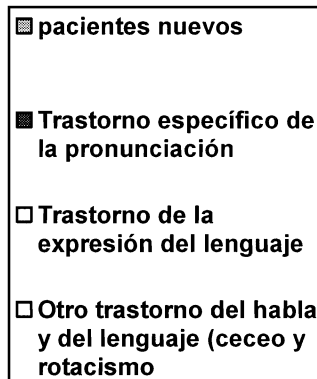 pacientes nuevos
Trastorno específico de
la pronunciación
Trastorno de la
expresión del lenguaje
Otro trastorno del habla
y del lenguaje (ceceo y
rotacismo